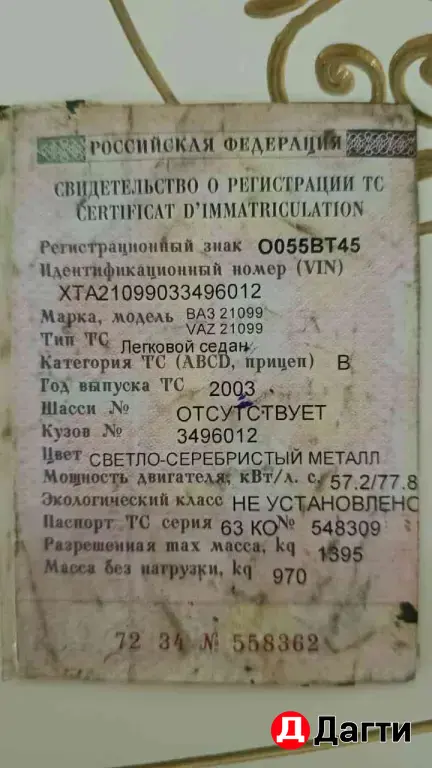 РОССИЙСКАЯ ФЕДЕРАЦИЯ
СВИДЕТЕЛЬСТВО О РЕГИСТРАЦИИ ТС
CERTIFICAT D'IMMATRICULATION
Регистрационный знак О055ВТ45
Идентификационный номер (VIN)
XTA21099033496012
Марка, модель ВАЗ 21099
VAZ 21099
Тип ТС Легковой седан
Категория ТС (ABCD, прицеп) B
Год выпуска ТС 2003
Шасси № ОТСУТСТВУЕТ
Кузов № 3496012
Цвет СВЕТЛО-СЕРЕБРИСТЫЙ МЕТАЛЛ
Мощность двигателя, кВт/л. с. 57.2/77.8
Экологический класс НЕ УСТАНОВЛЕНО
Паспорт ТС серия 63 КО № 548309
Разрешенная max масса, kg 1395
Масса без нагрузки, kg 970
72 34 № 558362
Д Дагти